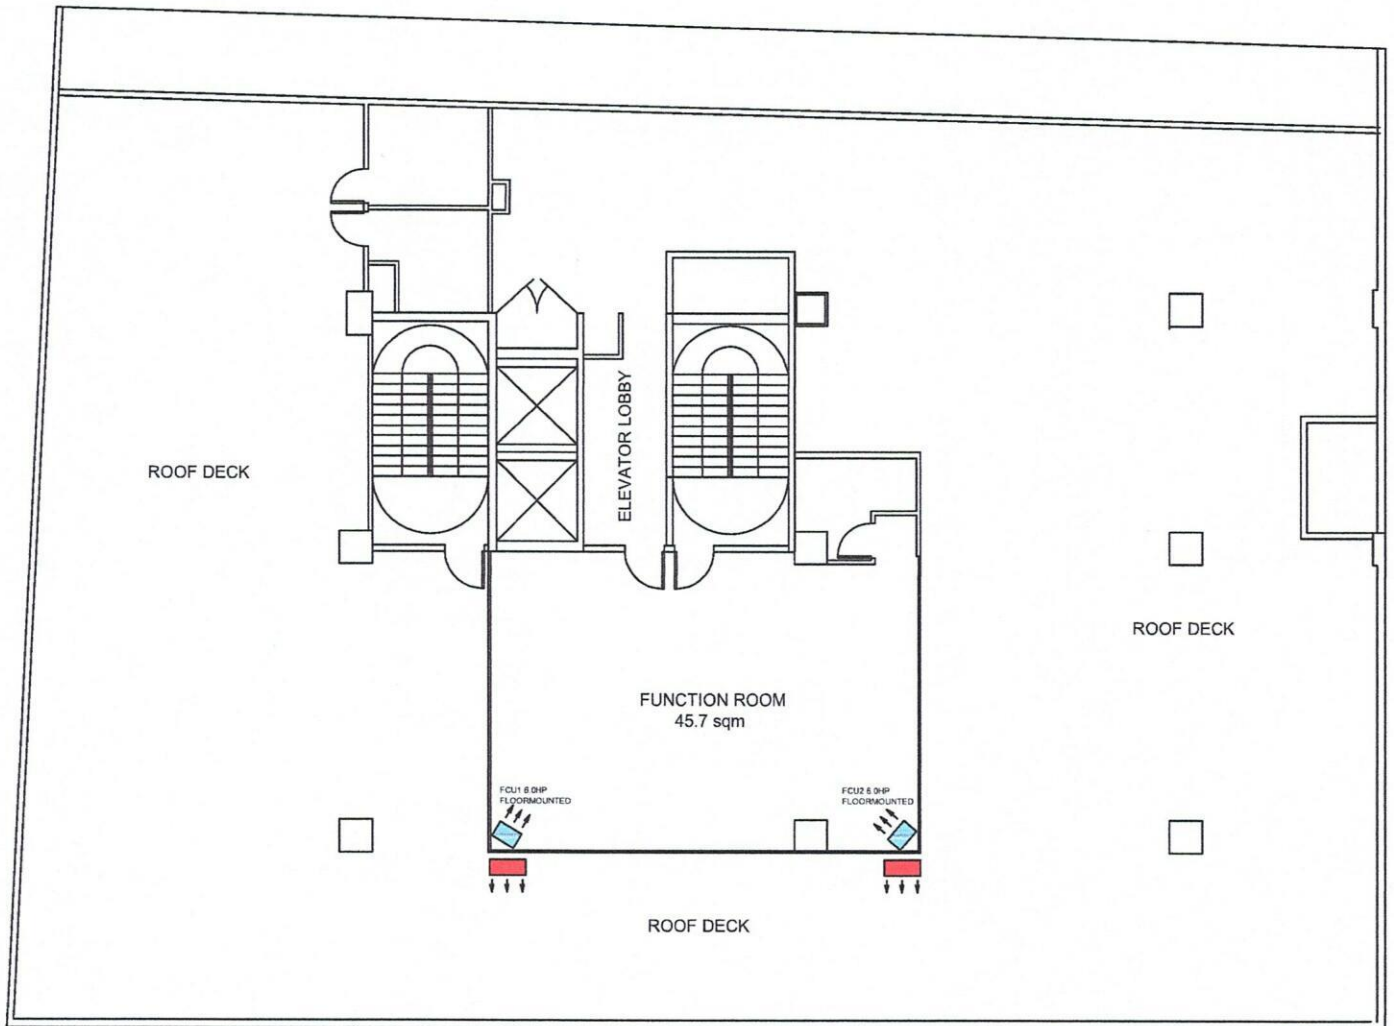 ELEVATOR LOBBY
ROOF DECK
ROOF DECK
FUNCTION ROOM
45.7 sqm
FCU1 6.0HP
FLOORMOUNTED
FCU2 6.0HP
FLOORMOUNTED
ROOF DECK